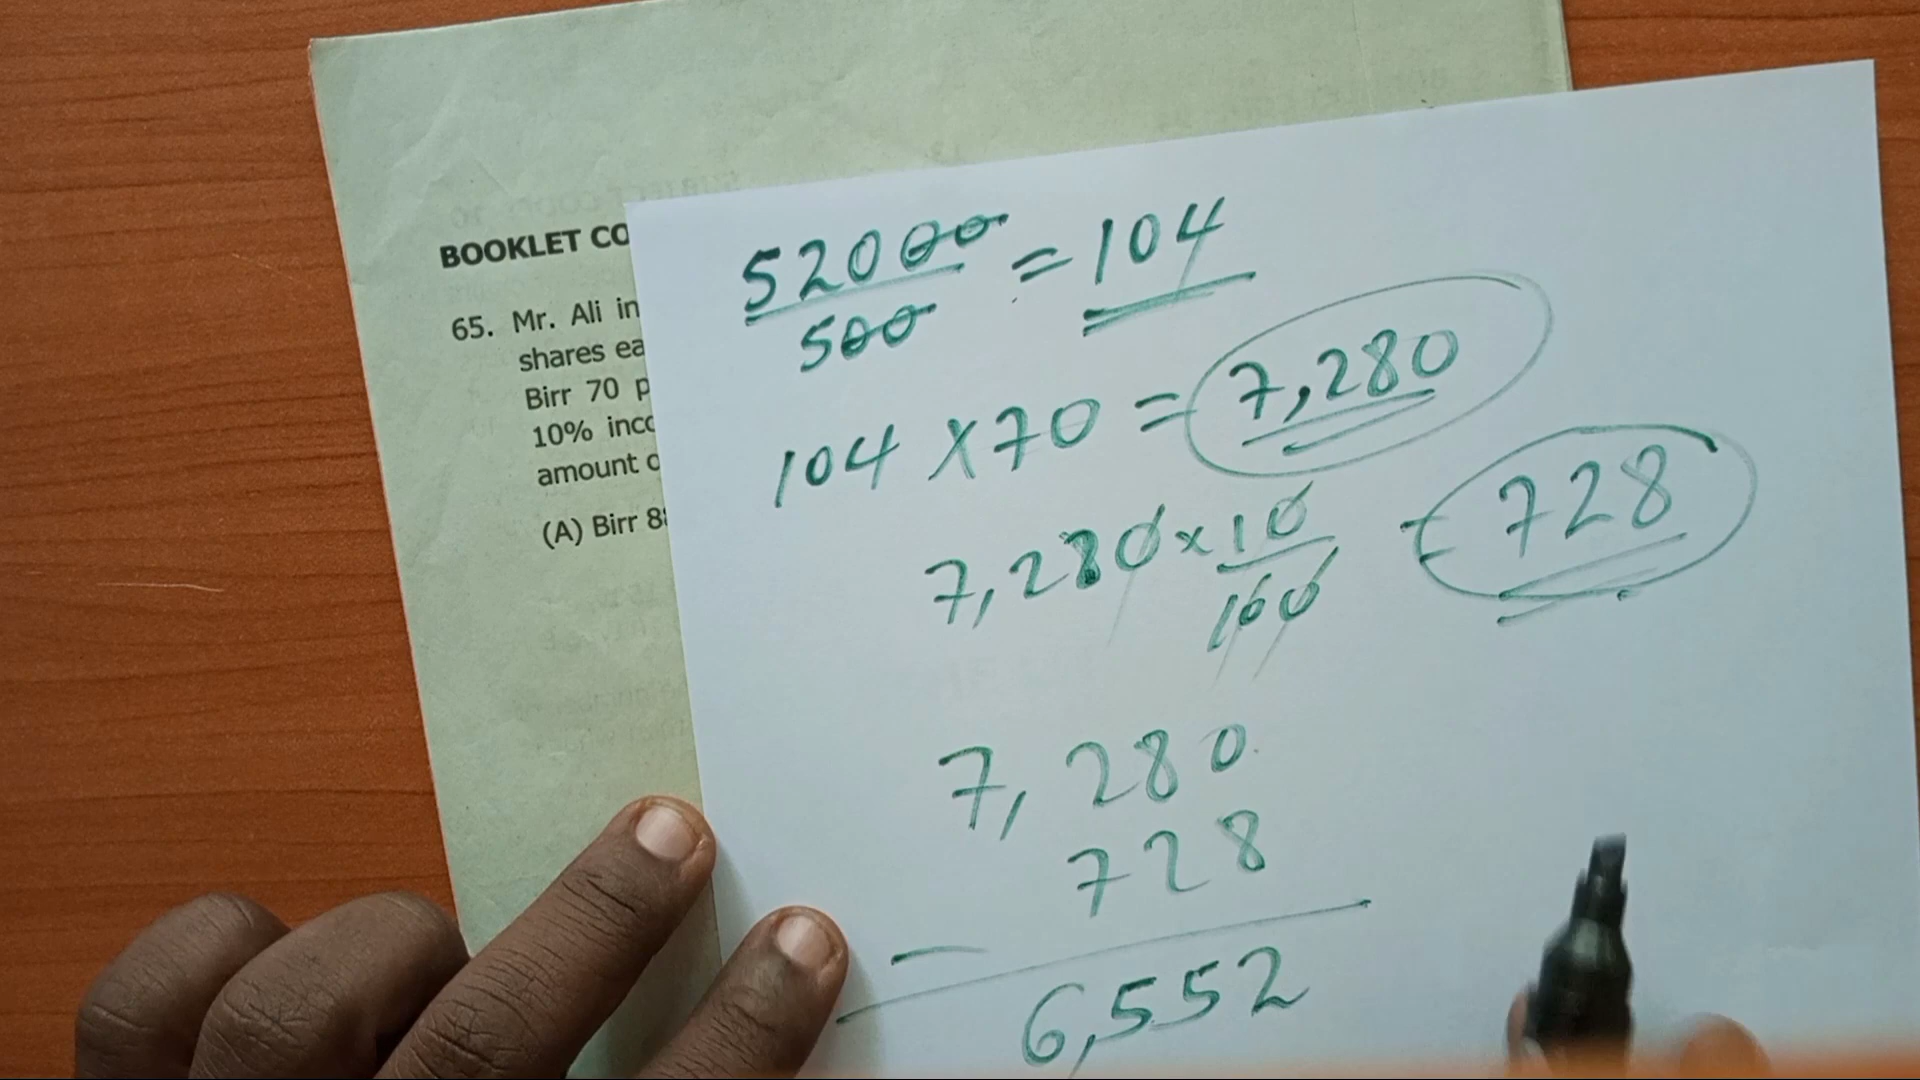 BOOKLET CO
65. Mr. Ali in
shares ea
Birr 70 p
10% inco
amount o
(A) Birr 8
52000/500 = 104
104 x 70 = 7,280
7,280 x 10/100 = 728
7,280
728
-
6,552